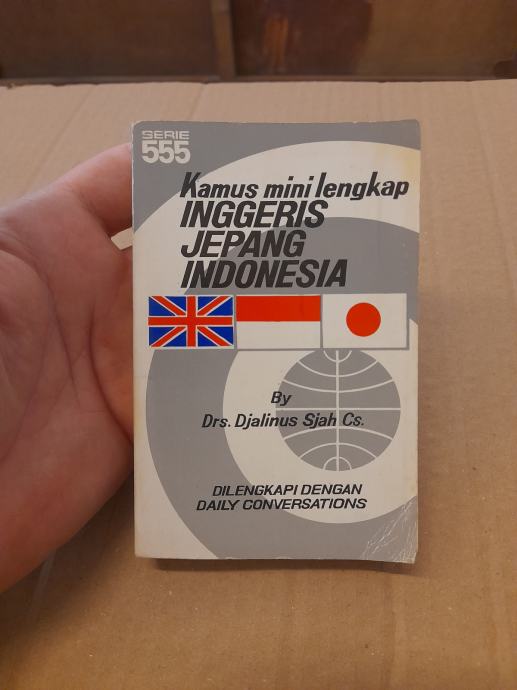 SERIE
555
Kamus mini lengkap
INGGERIS
JEPANG
INDONESIA
By
Drs. Djalinus Sjah Cs.
DILENGKAPI DENGAN
DAILY CONVERSATIONS